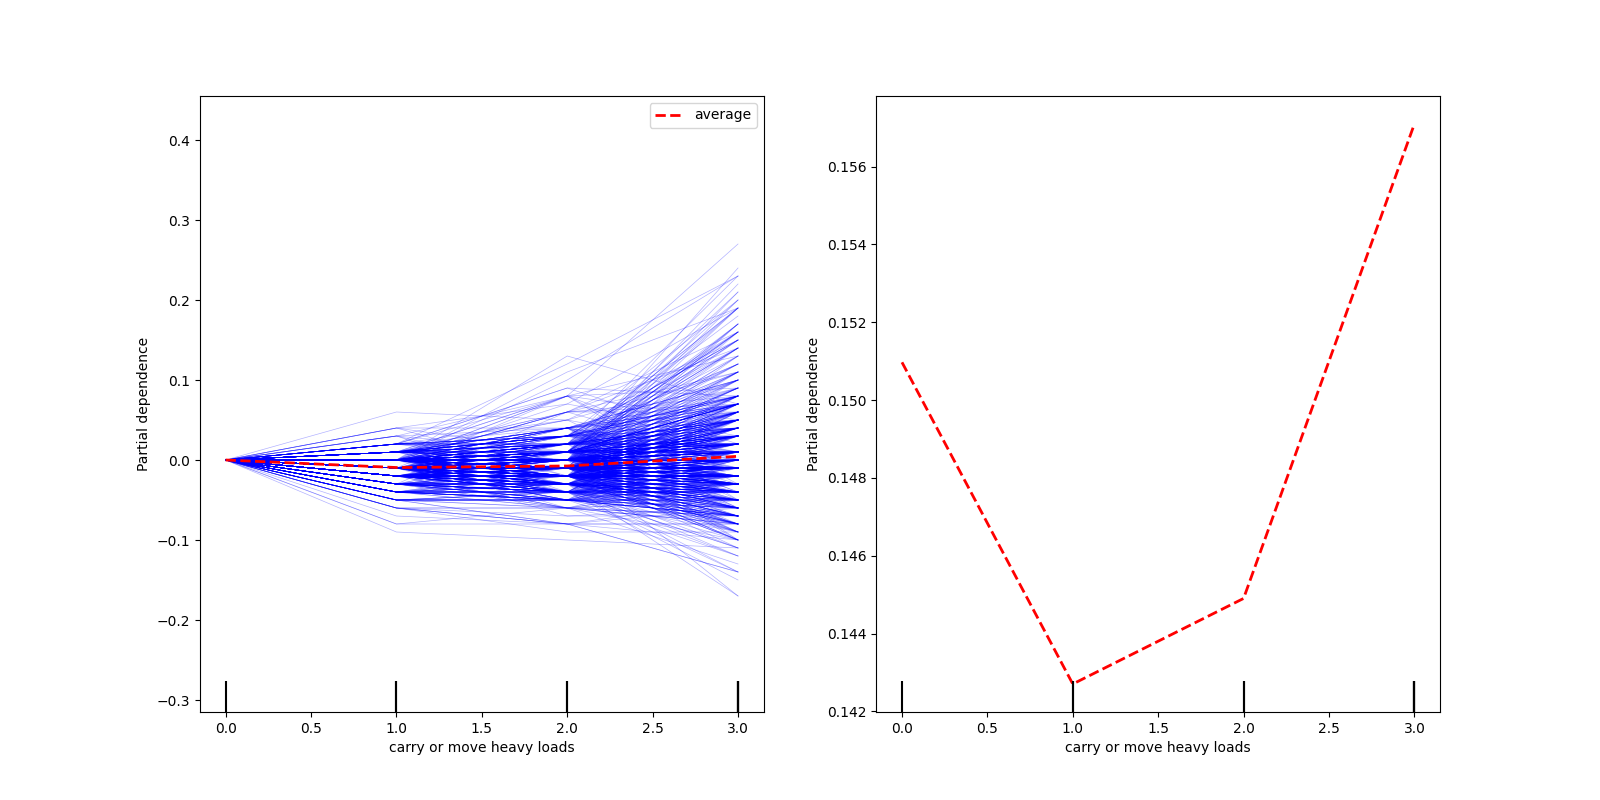 average
Partial dependence
0.4
0.3
0.2
0.1
0.0
−0.1
−0.2
−0.3
0.0 0.5 1.0 1.5 2.0 2.5 3.0
carry or move heavy loads
Partial dependence
0.156
0.154
0.152
0.150
0.148
0.146
0.144
0.142
0.0 0.5 1.0 1.5 2.0 2.5 3.0
carry or move heavy loads